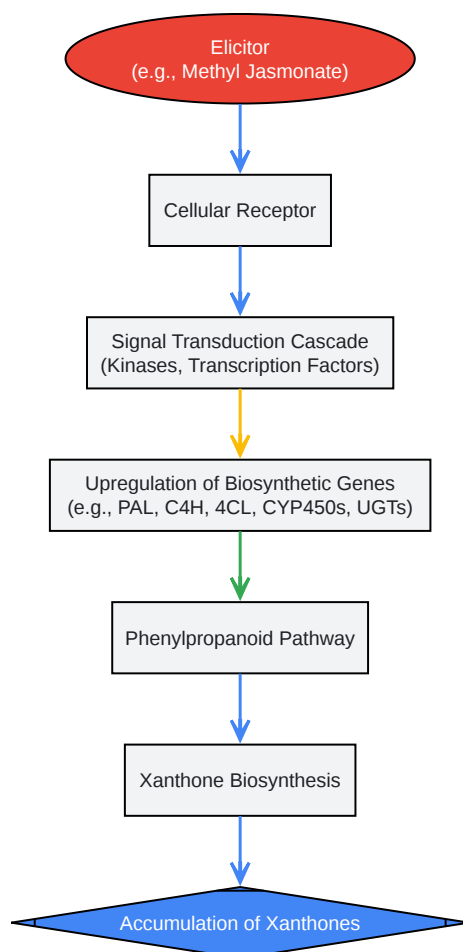 Elicitor
(e.g., Methyl Jasmonate)
Cellular Receptor
Signal Transduction Cascade
(Kinases, Transcription Factors)
Upregulation of Biosynthetic Genes
(e.g., PAL, C4H, 4CL, CYP450s, UGTs)
Phenylpropanoid Pathway
Xanthone Biosynthesis
Accumulation of Xanthones